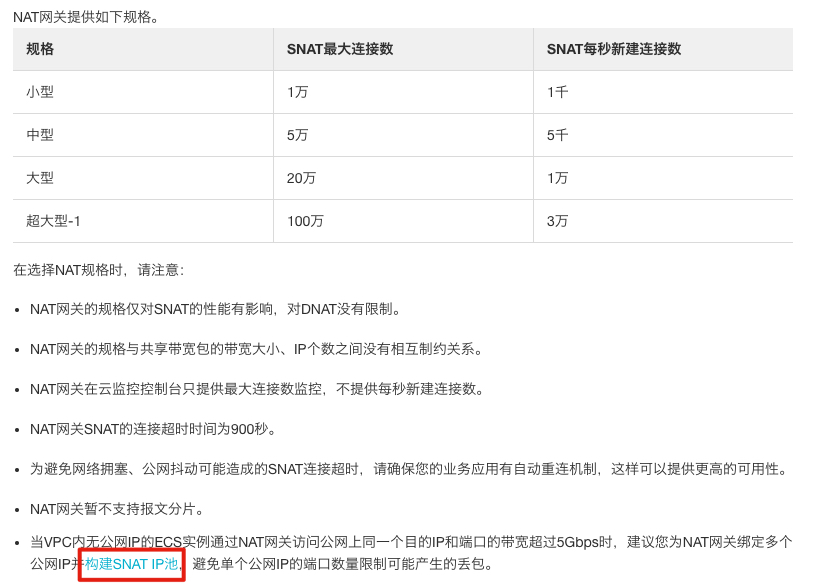 NAT网关提供如下规格。
规格 SNAT最大连接数 SNAT每秒新建连接数
小型 1万 1千
中型 5万 5千
大型 20万 1万
超大型-1 100万 3万
在选择NAT规格时，请注意：
• NAT网关的规格仅对SNAT的性能有影响，对DNAT没有限制。
• NAT网关的规格与共享带宽包的带宽大小、IP个数之间没有相互制约关系。
• NAT网关在云监控控制台只提供最大连接数监控，不提供每秒新建连接数。
• NAT网关SNAT的连接超时时间为900秒。
• 为避免网络拥塞、公网抖动可能造成的SNAT连接超时，请确保您的业务应用有自动重连机制，这样可以提供更高的可用性。
• NAT网关暂不支持报文分片。
• 当VPC内无公网IP的ECS实例通过NAT网关访问公网上同一个目的IP和端口的带宽超过5Gbps时，建议您为NAT网关绑定多个
公网IP并构建SNAT IP池，避免单个公网IP的端口数量限制可能产生的丢包。